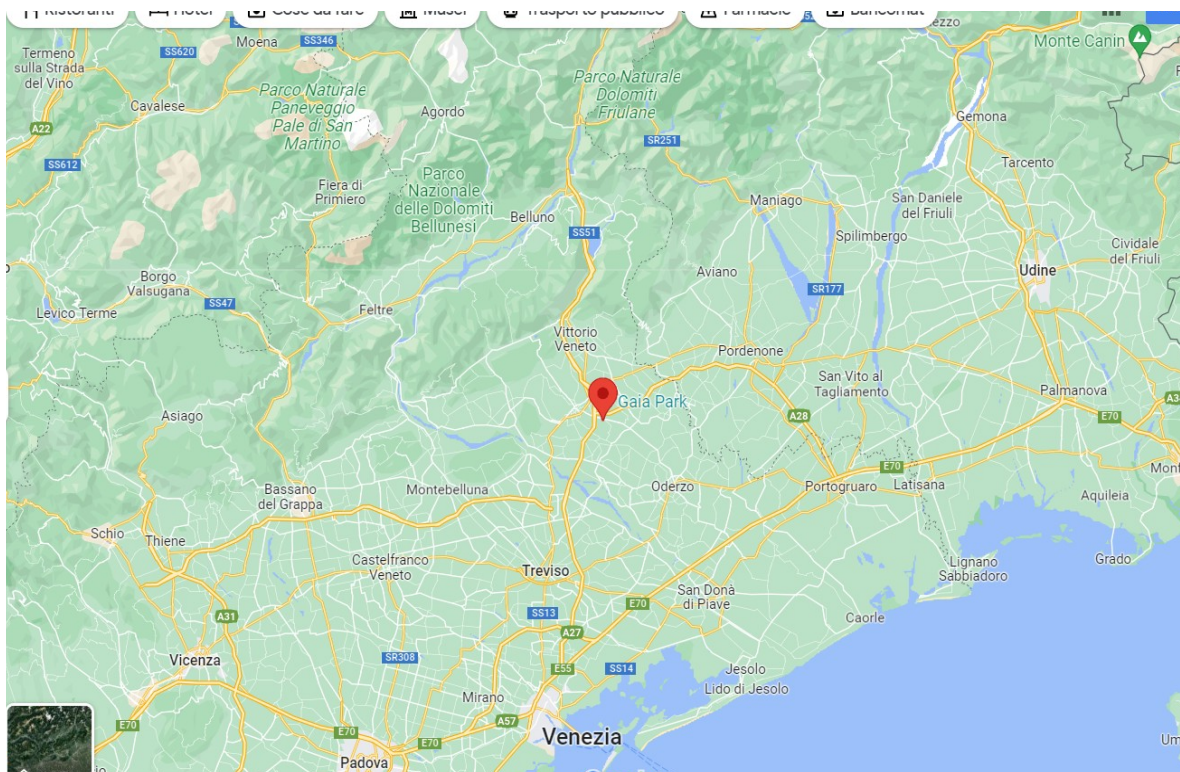 Ristoranti
Hotel
Cose da fare
Musei
Trasporto pubblico
Farmacie
Bancomat
Monte Canin
Termeno
sulla Strada
del Vino
SS620
Moena
SS346
Parco Naturale
Paneveggio
Pale di San
Martino
Agordo
Parco Naturale
Dolomiti
Friulane
Gemona
Cavalese
A22
SS612
SR251
Tarcento
Fiera di
Primiero
Parco
Nazionale
delle Dolomiti
Bellunesi
Belluno
Maniago
San Daniele
del Friuli
SS51
Spilimbergo
Cividale
del Friuli
Borgo
Valsugana
Aviano
Udine
SS47
SR177
Levico Terme
Feltre
Vittorio
Veneto
Pordenone
San Vito al
Tagliamento
Palmanova
Gaia Park
Asiago
A28
E70
E70
Bassano
del Grappa
Montebelluna
Oderzo
Portogruaro
Latisana
Aquileia
Schio
Thiene
Castelfranco
Veneto
Treviso
Lignano
Sabbiadoro
Grado
San Donà
di Piave
E70
SS13
A31
A27
Caorle
Vicenza
SR308
E55
SS14
Jesolo
Lido di Jesolo
Mirano
E70
E70
A57
E70
Venezia
Padova